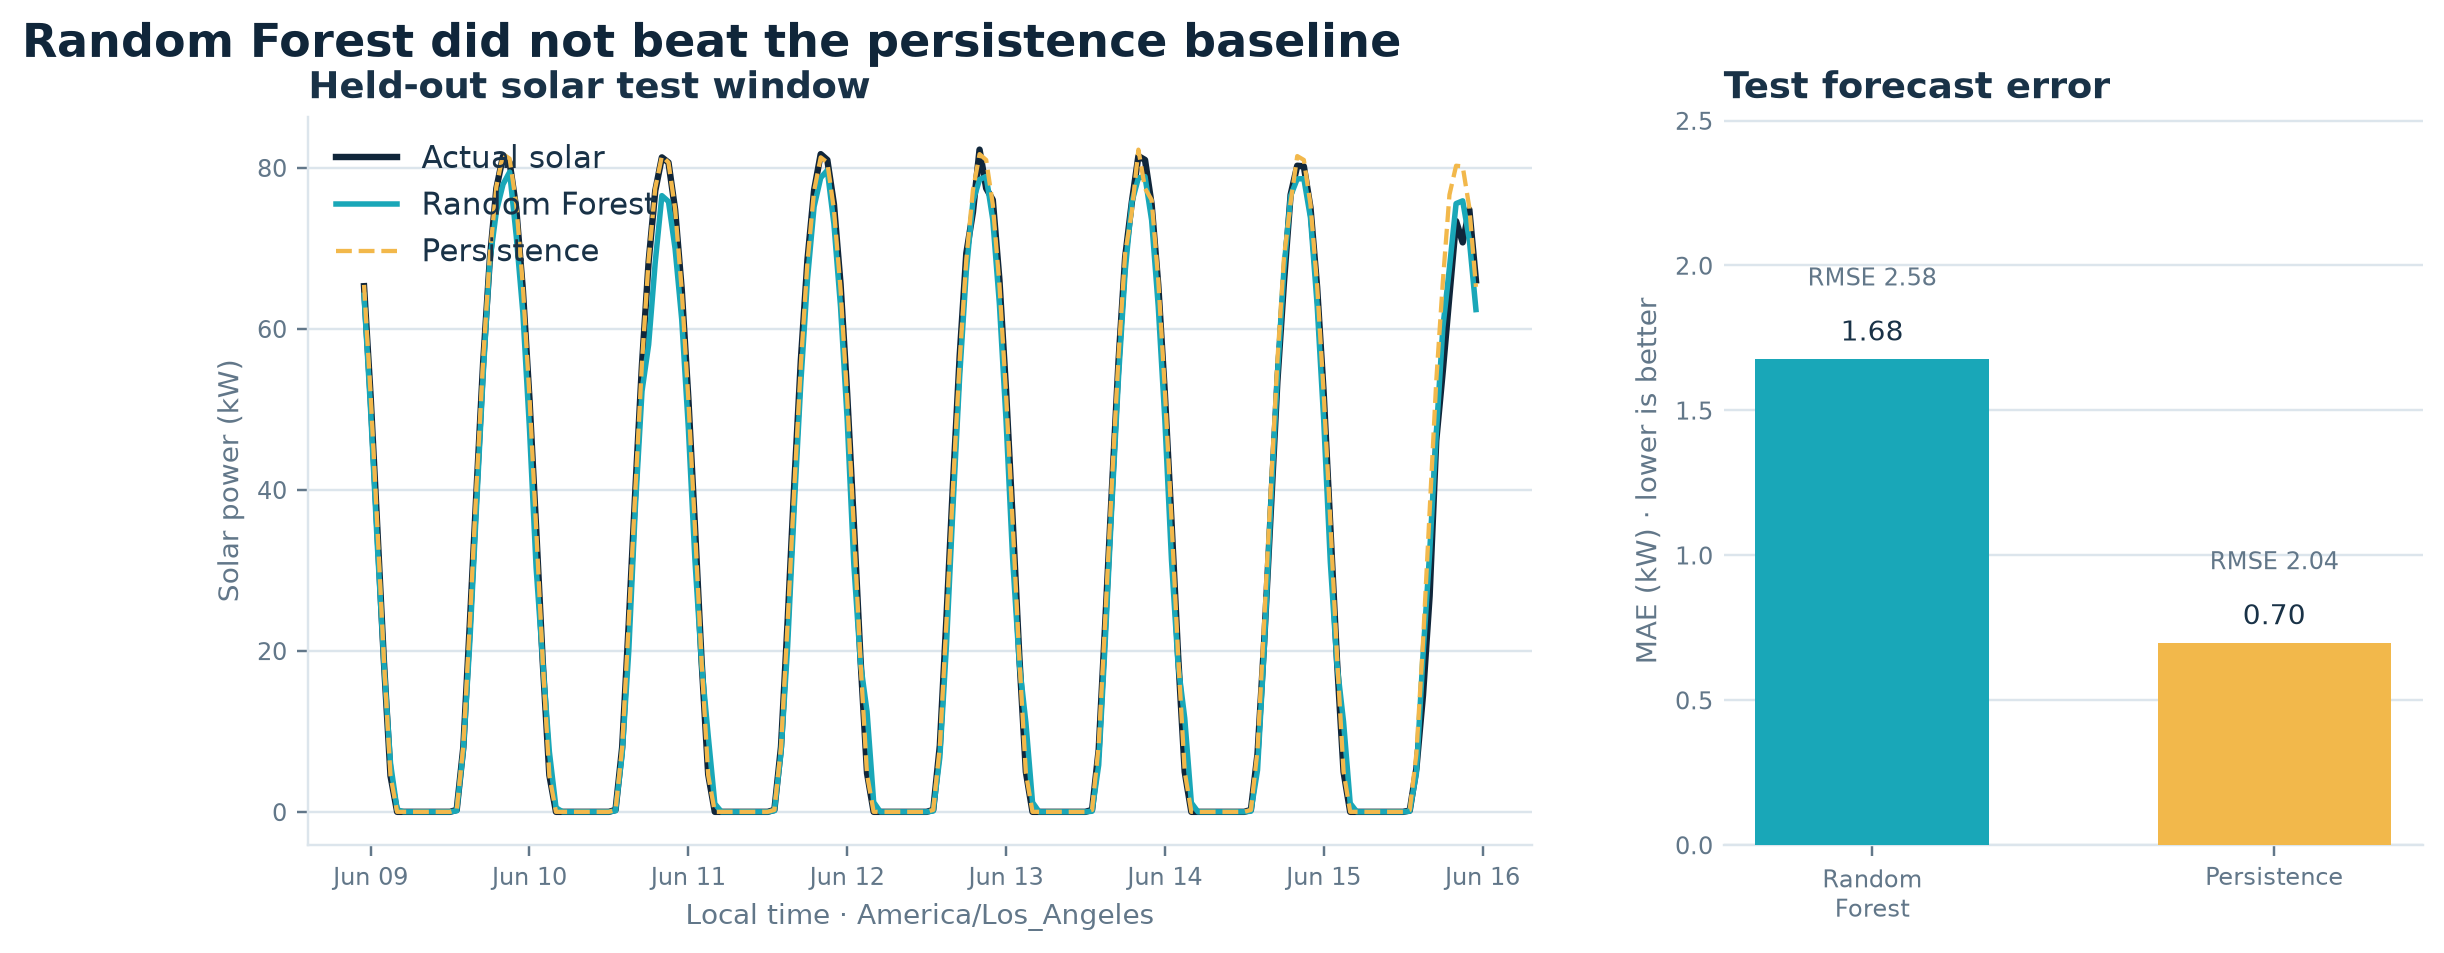 Random Forest did not beat the persistence baseline
Held-out solar test window
Actual solar
Random Forest
Persistence
80
60
40
20
0
Solar power (kW)
Jun 09
Jun 10
Jun 11
Jun 12
Jun 13
Jun 14
Jun 15
Jun 16
Local time · America/Los_Angeles
Test forecast error
2.5
2.0
1.5
1.0
0.5
0.0
MAE (kW) · lower is better
RMSE 2.58
1.68
RMSE 2.04
0.70
Random
Forest
Persistence